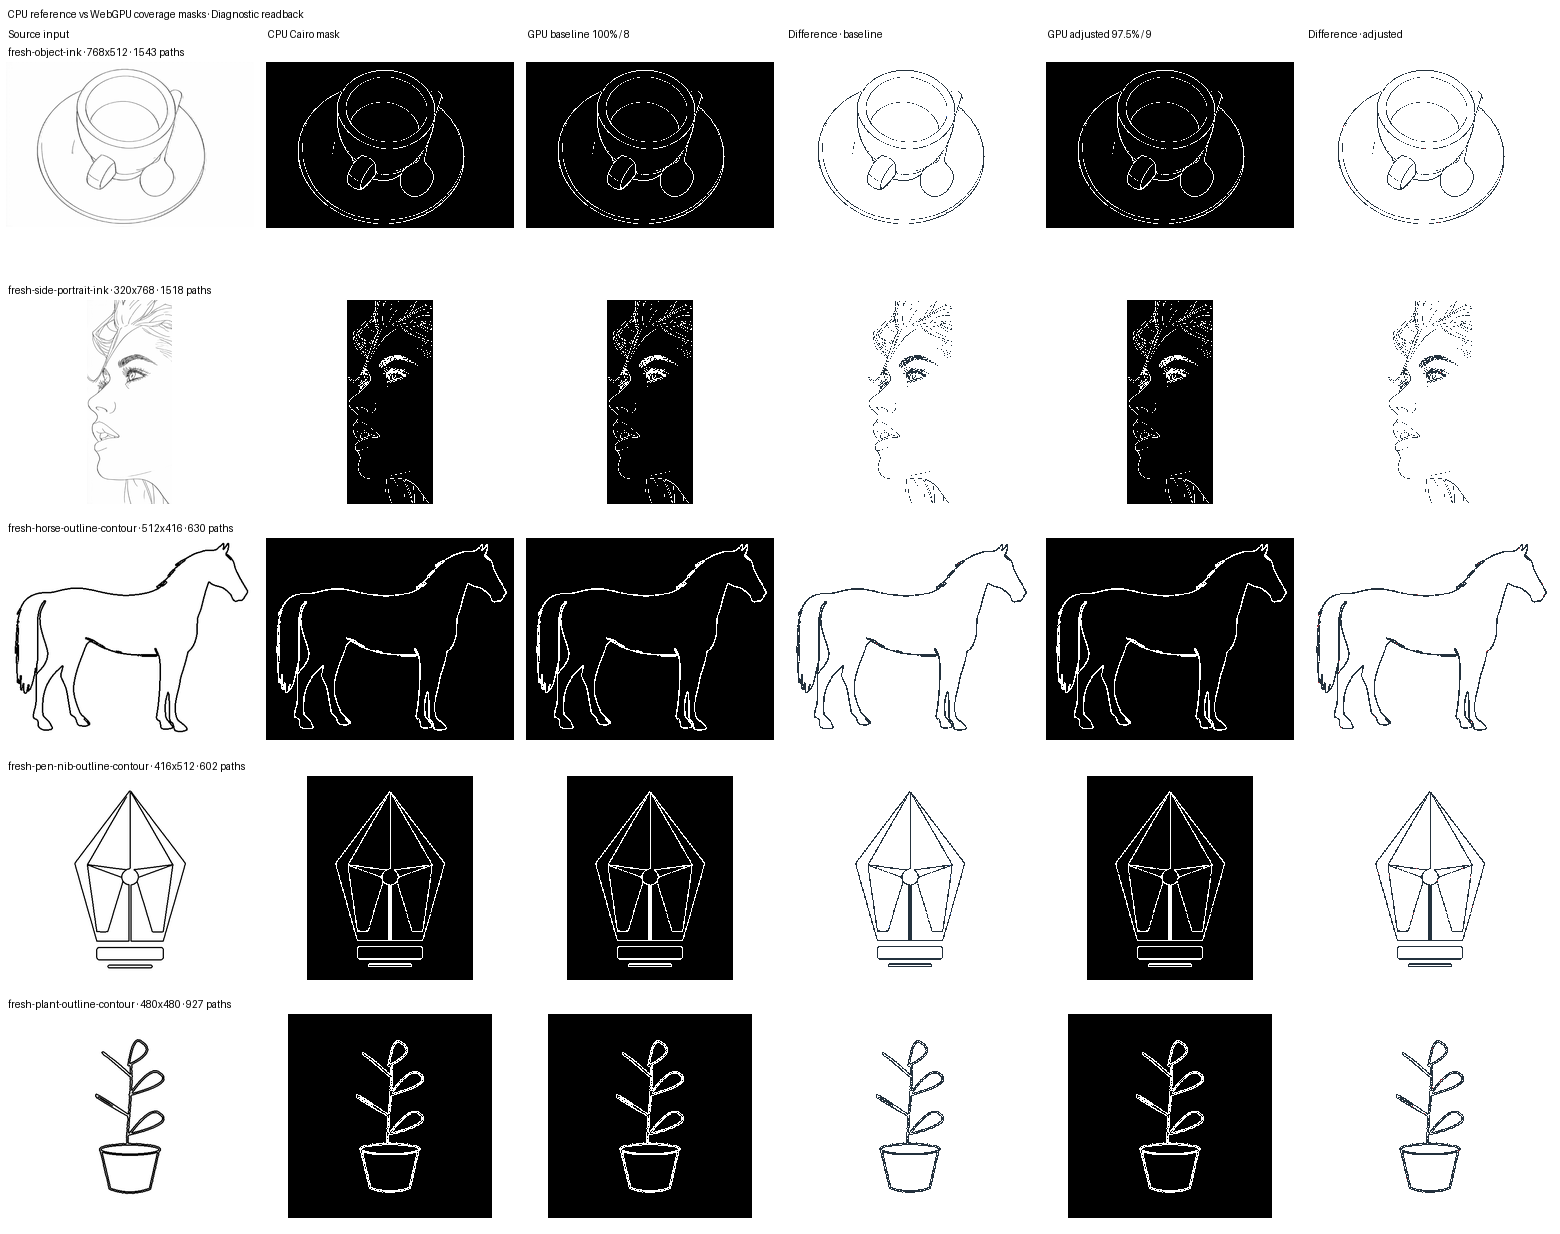 CPU reference vs WebGPU coverage masks · Diagnostic readback
Source input
CPU Cairo mask
GPU baseline 100% / 8
Difference · baseline
GPU adjusted 97.5% / 9
Difference · adjusted
fresh-object-ink · 768x512 · 1543 paths
fresh-side-portrait-ink · 320x768 · 1518 paths
fresh-horse-outline-contour · 512x416 · 630 paths
fresh-pen-nib-outline-contour · 416x512 · 602 paths
fresh-plant-outline-contour · 480x480 · 927 paths